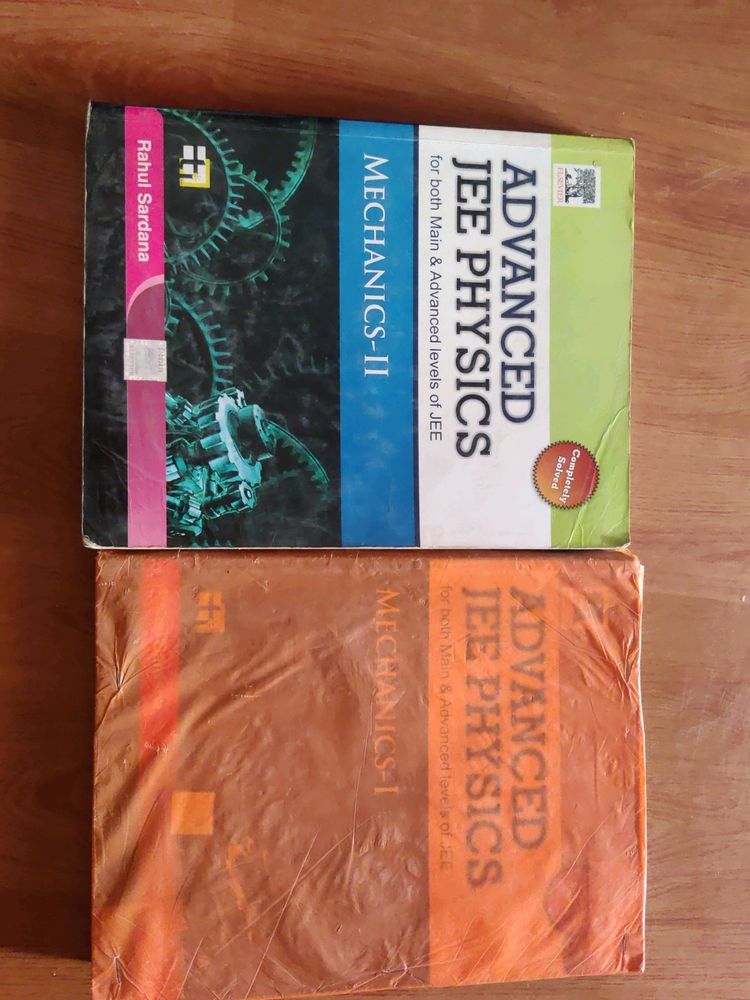 ELSEVIER
ADVANCED
JEE PHYSICS
for both Main & Advanced levels of JEE
Completely
Solved
MECHANICS-II
Rahul Sardana
ADVANCED
JEE PHYSICS
for both Main & Advanced levels of JEE
MECHANICS-I